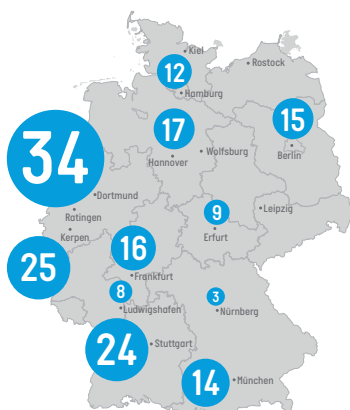 Kiel
Rostock
12
Hamburg
17
15
Wolfsburg
Hannover
Berlin
34
Dortmund
Leipzig
9
Ratingen
Kerpen
Erfurt
16
25
Frankfurt
8
3
Ludwigshafen
Nürnberg
24
Stuttgart
14
München